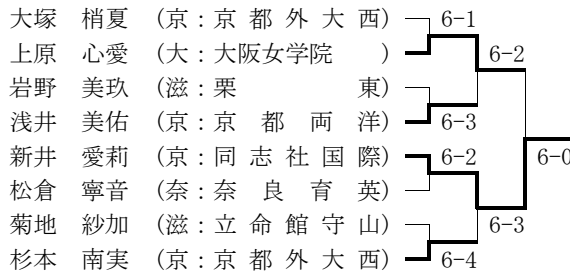 大塚 梢夏 (京:京都外大西) 6-1
上原 心愛 (大:大阪女学院) 6-2
岩野 美玖 (滋:栗東)
浅井 美佑 (京:京都両洋) 6-3
6-0
新井 愛莉 (京:同志社国際) 6-2
松倉 寧音 (奈:奈良育英)
菊地 紗加 (滋:立命館守山) 6-3
杉本 南実 (京:京都外大西) 6-4